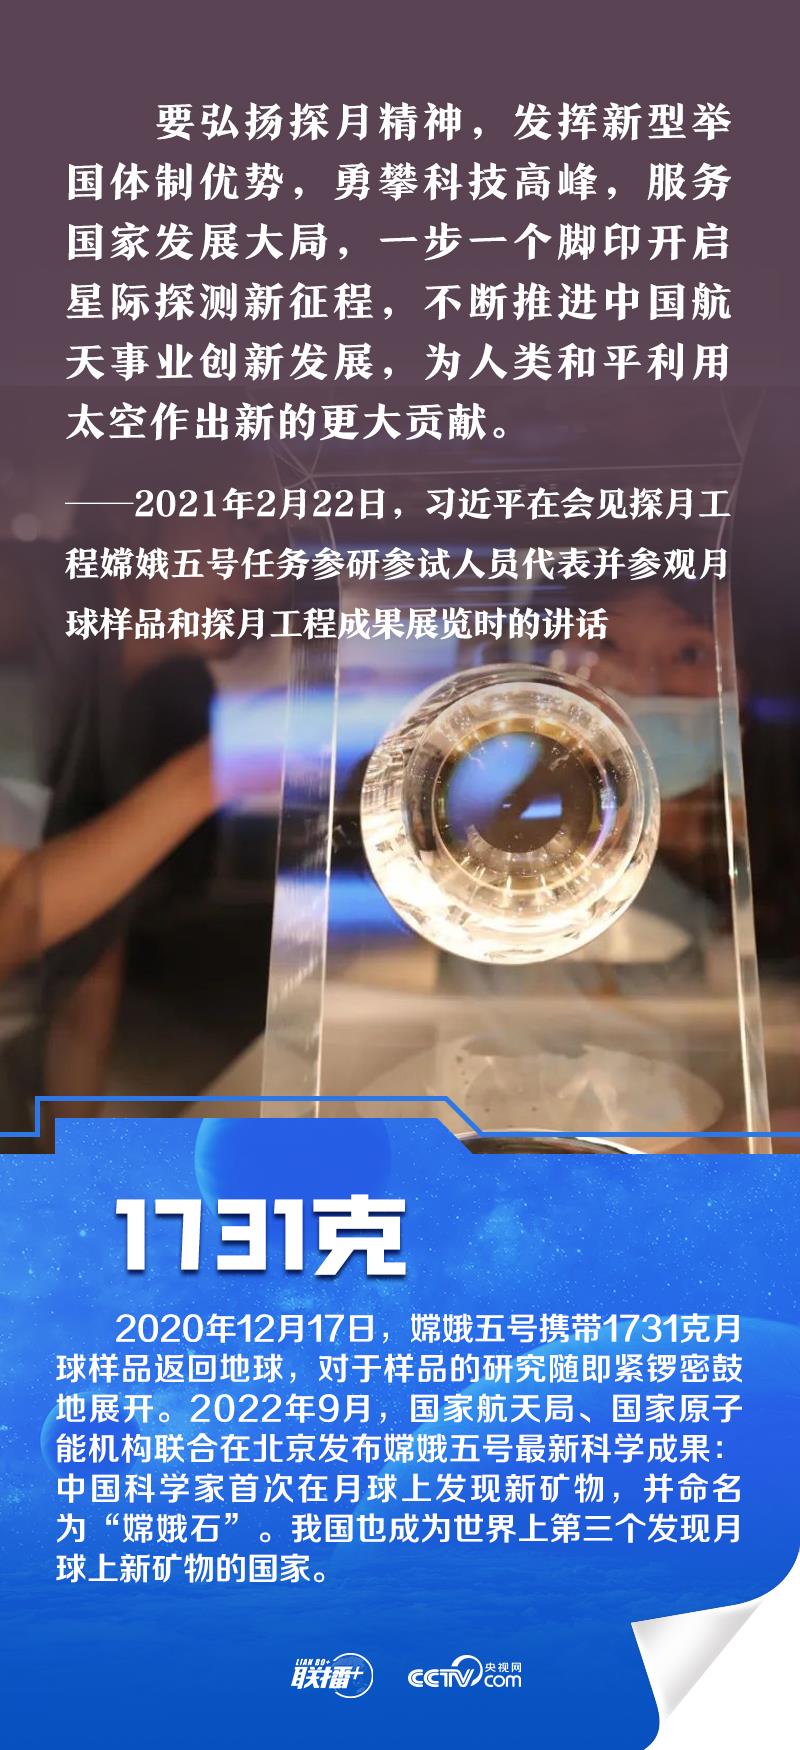 要弘扬探月精神，发挥新型举
国体制优势，勇攀科技高峰，服务
国家发展大局，一步一个脚印开启
星际探测新征程，不断推进中国航
天事业创新发展，为人类和平利用
太空作出新的更大贡献。
——2021年2月22日，习近平在会见探月工
程嫦娥五号任务参研参试人员代表并参观月
球样品和探月工程成果展览时的讲话
1731克
2020年12月17日，嫦娥五号携带1731克月
球样品返回地球，对于样品的研究随即紧锣密鼓
地展开。2022年9月，国家航天局、国家原子
能机构联合在北京发布嫦娥五号最新科学成果：
中国科学家首次在月球上发现新矿物，并命名
为“嫦娥石”。我国也成为世界上第三个发现月
球上新矿物的国家。
LIAN BO+
联播+
CCTV.com
央视网